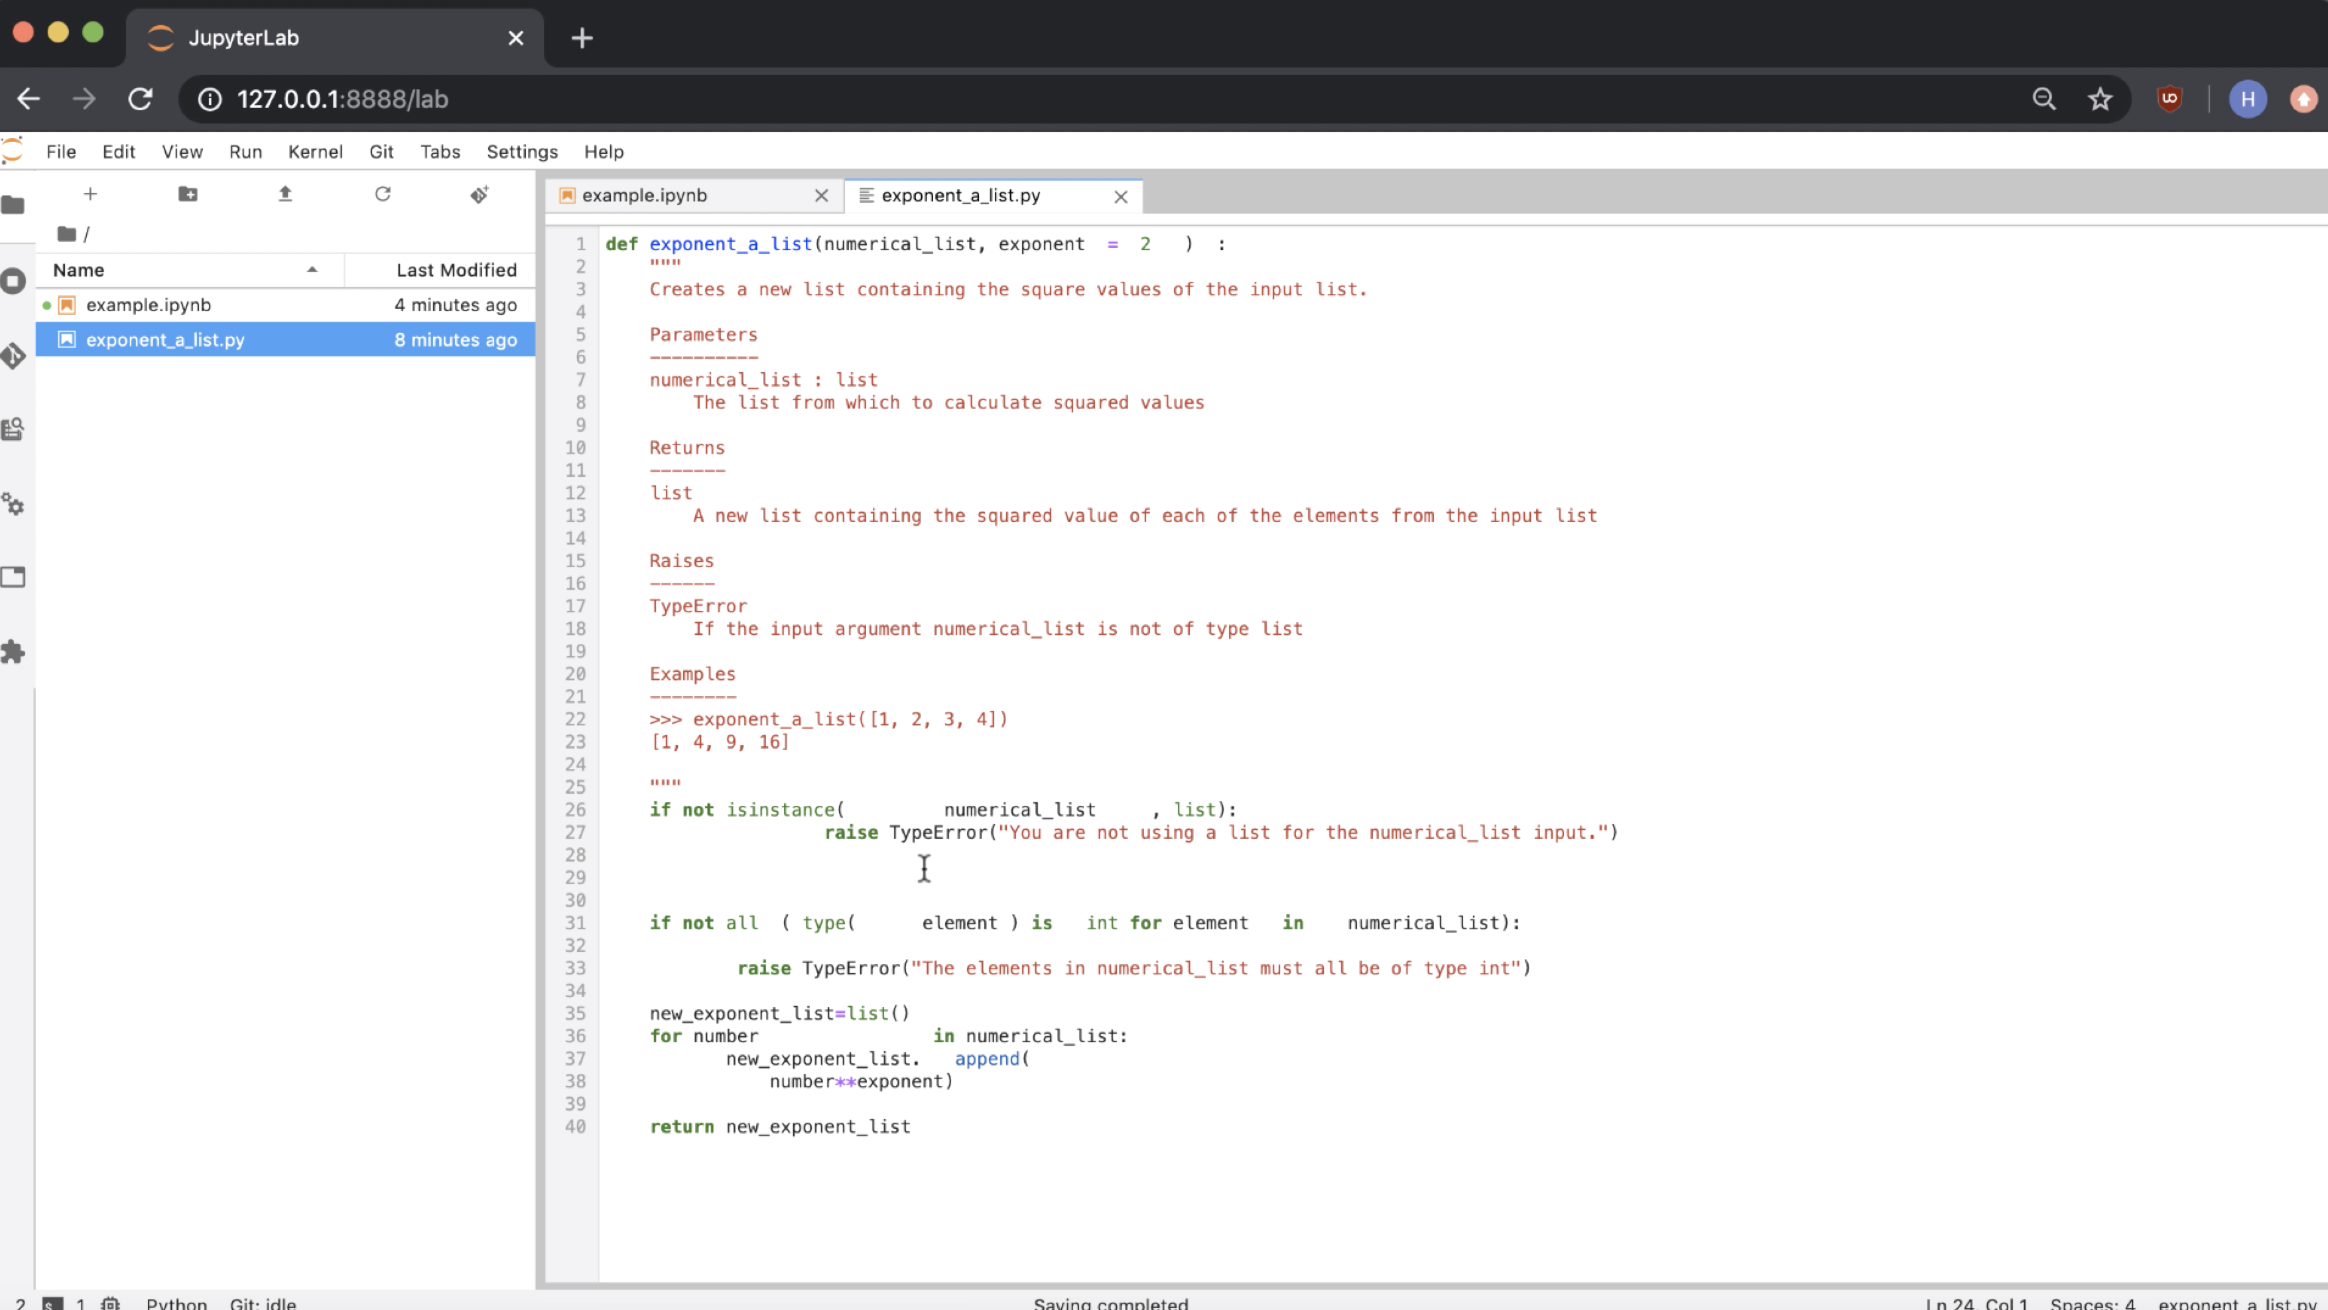 JupyterLab
127.0.0.1:8888/lab
H
File Edit View Run Kernel Git Tabs Settings Help
/
Name Last Modified
example.ipynb 4 minutes ago
exponent_a_list.py 8 minutes ago
example.ipynb exponent_a_list.py
1 def exponent_a_list(numerical_list, exponent = 2 ) :
2 """
3 Creates a new list containing the square values of the input list.
4
5 Parameters
6 ----------
7 numerical_list : list
8 The list from which to calculate squared values
9
10 Returns
11 -------
12 list
13 A new list containing the squared value of each of the elements from the input list
14
15 Raises
16 ------
17 TypeError
18 If the input argument numerical_list is not of type list
19
20 Examples
21 --------
22 >>> exponent_a_list([1, 2, 3, 4])
23 [1, 4, 9, 16]
24
25 """
26 if not isinstance( numerical_list , list):
27 raise TypeError("You are not using a list for the numerical_list input.")
28
29
30
31 if not all ( type( element ) is int for element in numerical_list):
32
33 raise TypeError("The elements in numerical_list must all be of type int")
34
35 new_exponent_list=list()
36 for number in numerical_list:
37 new_exponent_list. append(
38 number**exponent)
39
40 return new_exponent_list
2 1 Python Git: idle Saving completed Ln 24, Col 1 Spaces: 4 exponent_a_list.py